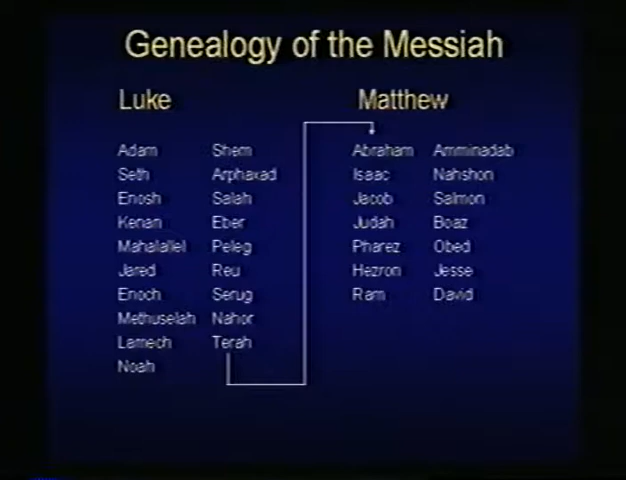 Genealogy of the Messiah
Luke
Matthew
Adam
Seth
Enosh
Kenan
Mahalallel
Jared
Enoch
Methuselah
Lamech
Noah
Shem
Arphaxad
Salah
Eber
Peleg
Reu
Serug
Nahor
Terah
Abraham
Isaac
Jacob
Judah
Pharez
Hezron
Ram
Amminadab
Nahshon
Salmon
Boaz
Obed
Jesse
David